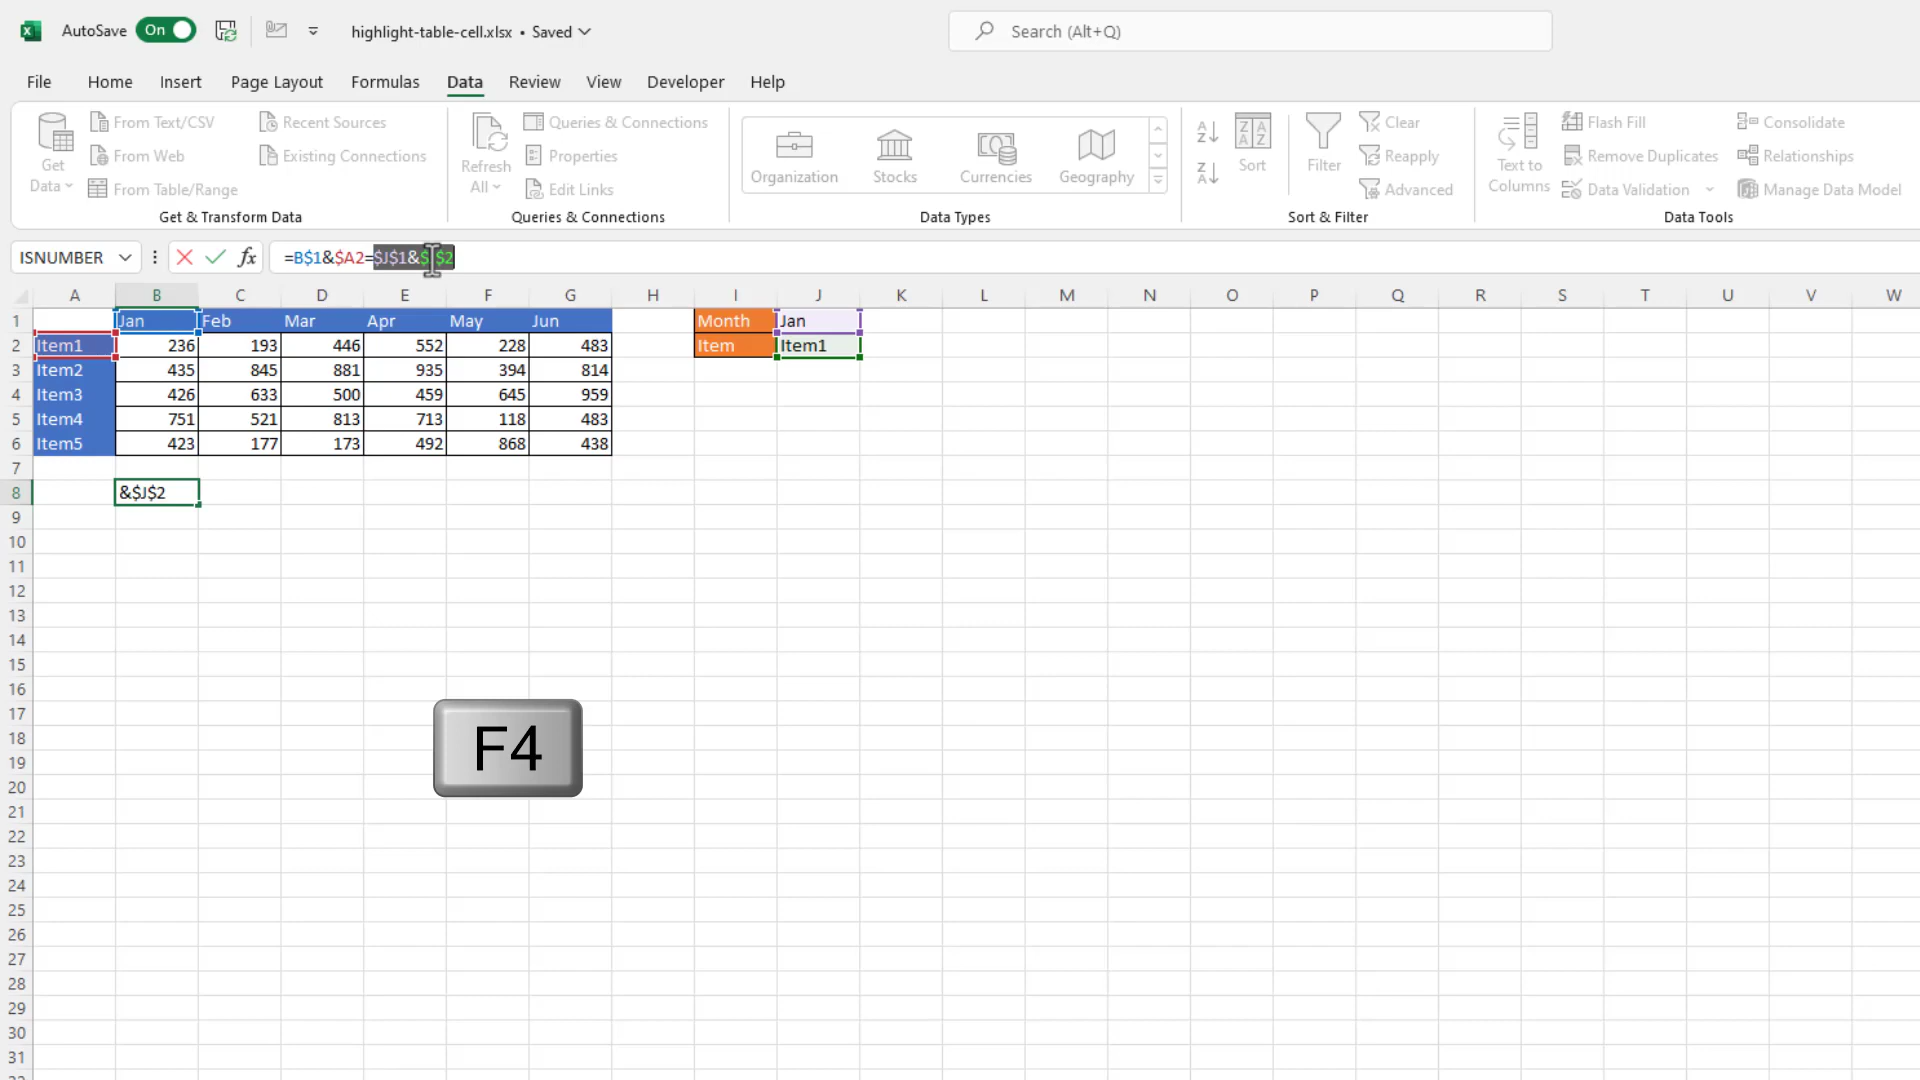 AutoSave On highlight-table-cell.xlsx • Saved Search (Alt+Q)
File Home Insert Page Layout Formulas Data Review View Developer Help
Get Data
From Text/CSV
From Web
From Table/Range
Recent Sources
Existing Connections
Get & Transform Data
Refresh All
Queries & Connections
Properties
Edit Links
Queries & Connections
Organization Stocks Currencies Geography
Data Types
Sort
Filter
Clear
Reapply
Advanced
Sort & Filter
Text to Columns
Flash Fill
Remove Duplicates
Data Validation
Consolidate
Relationships
Manage Data Model
Data Tools
ISNUMBER fx =B$1&$A2=$J$1&$J$2
A B C D E F G H I J K L M N O P Q R S T U V W
1 Jan Feb Mar Apr May Jun Month Jan
2 Item1 236 193 446 552 228 483 Item Item1
3 Item2 435 845 881 935 394 814
4 Item3 426 633 500 459 645 959
5 Item4 751 521 813 713 118 483
6 Item5 423 177 173 492 868 438
7
8 &$J$2
9
10
11
12
13
14
15
16
17
18
19
20
21
22
23
24
25
26
27
28
29
30
31
F4